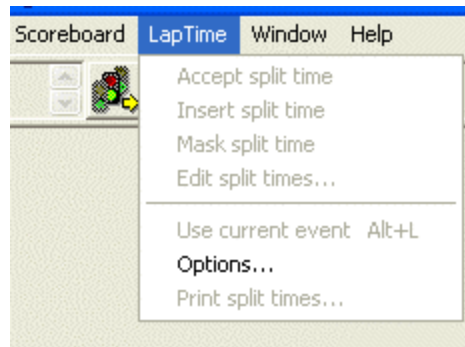 Scoreboard LapTime Window Help
Accept split time
Insert split time
Mask split time
Edit split times...
Use current event Alt+L
Options...
Print split times...